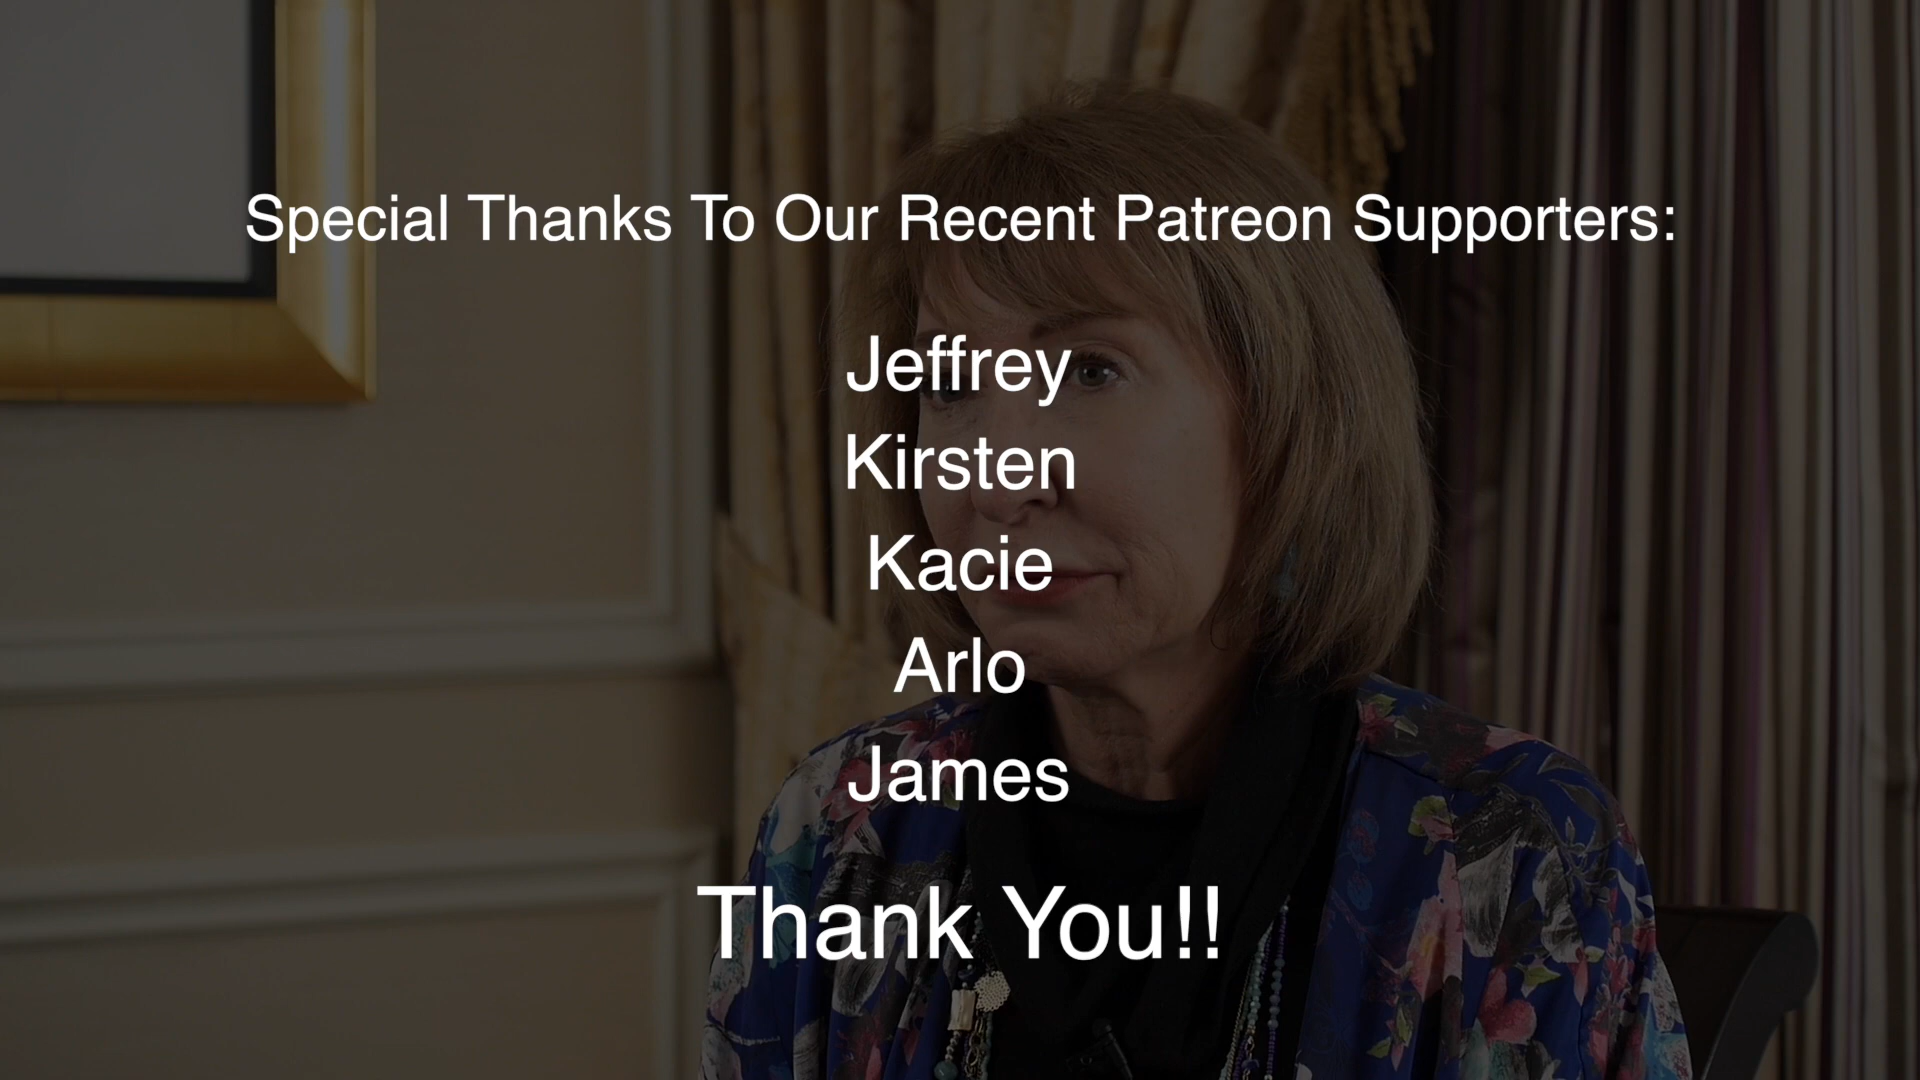 Special Thanks To Our Recent Patreon Supporters:
Jeffrey
Kirsten
Kacie
Arlo
James
Thank You!!